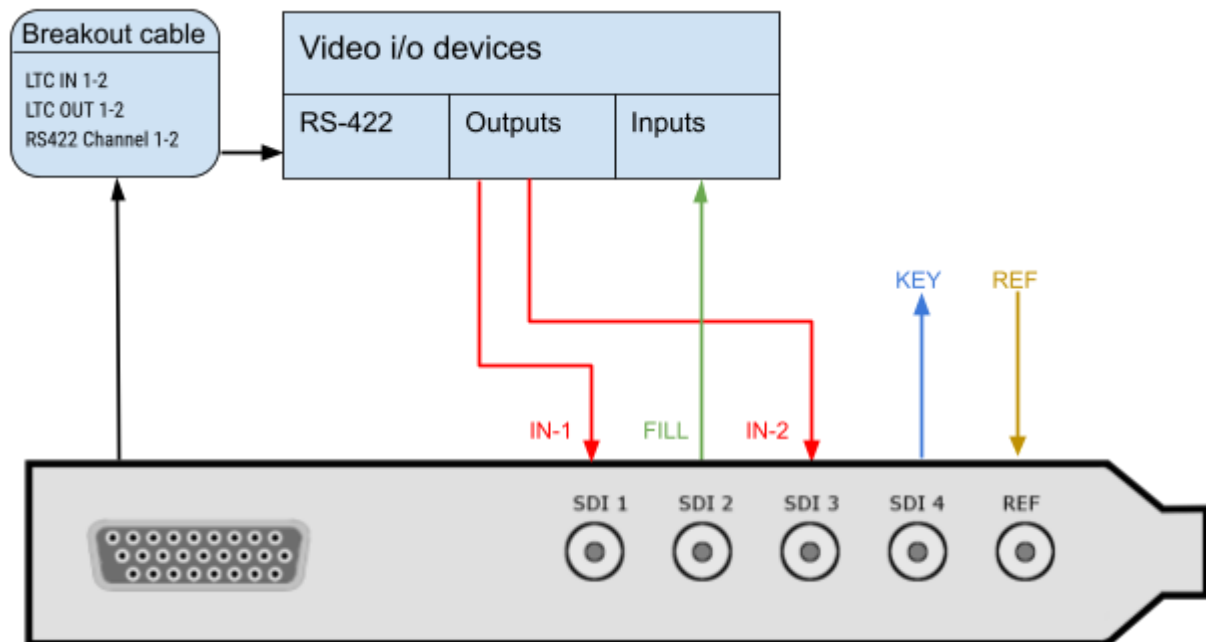 Breakout cable
LTC IN 1-2
LTC OUT 1-2
RS422 Channel 1-2
Video i/o devices
RS-422
Outputs
Inputs
KEY
REF
IN-1
FILL
IN-2
SDI 1
SDI 2
SDI 3
SDI 4
REF